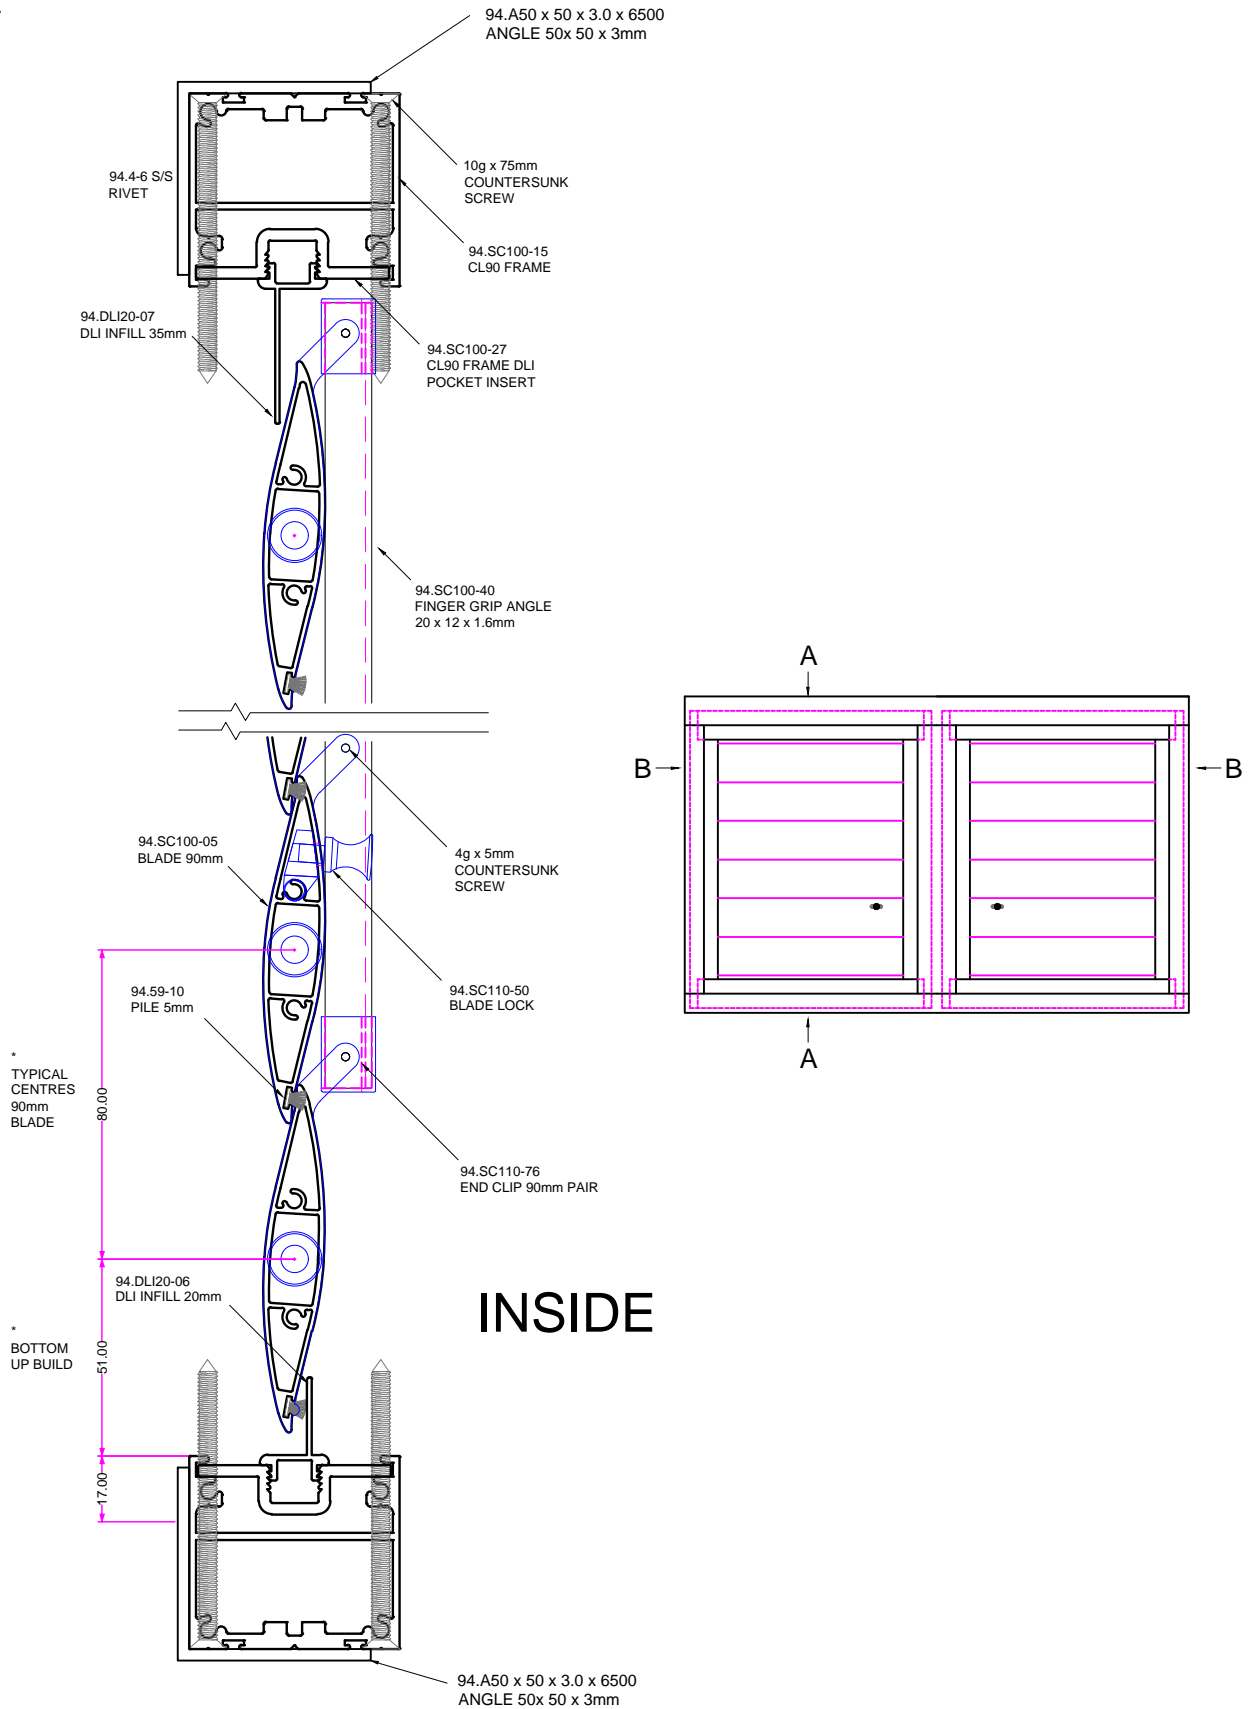 94.A50 x 50 x 3.0 x 6500
ANGLE 50x 50 x 3mm
94.4-6 S/S
RIVET
10g x 75mm
COUNTERSUNK
SCREW
94.SC100-15
CL90 FRAME
94.DLI20-07
DLI INFILL 35mm
94.SC100-27
CL90 FRAME DLI
POCKET INSERT
94.SC100-40
FINGER GRIP ANGLE
20 x 12 x 1.6mm
A
B
B
A
94.SC100-05
BLADE 90mm
4g x 5mm
COUNTERSUNK
SCREW
94.59-10
PILE 5mm
94.SC110-50
BLADE LOCK
*
TYPICAL
CENTRES
90mm
BLADE
80.00
94.SC110-76
END CLIP 90mm PAIR
94.DLI20-06
DLI INFILL 20mm
INSIDE
*
BOTTOM
UP BUILD
51.00
17.00
94.A50 x 50 x 3.0 x 6500
ANGLE 50x 50 x 3mm